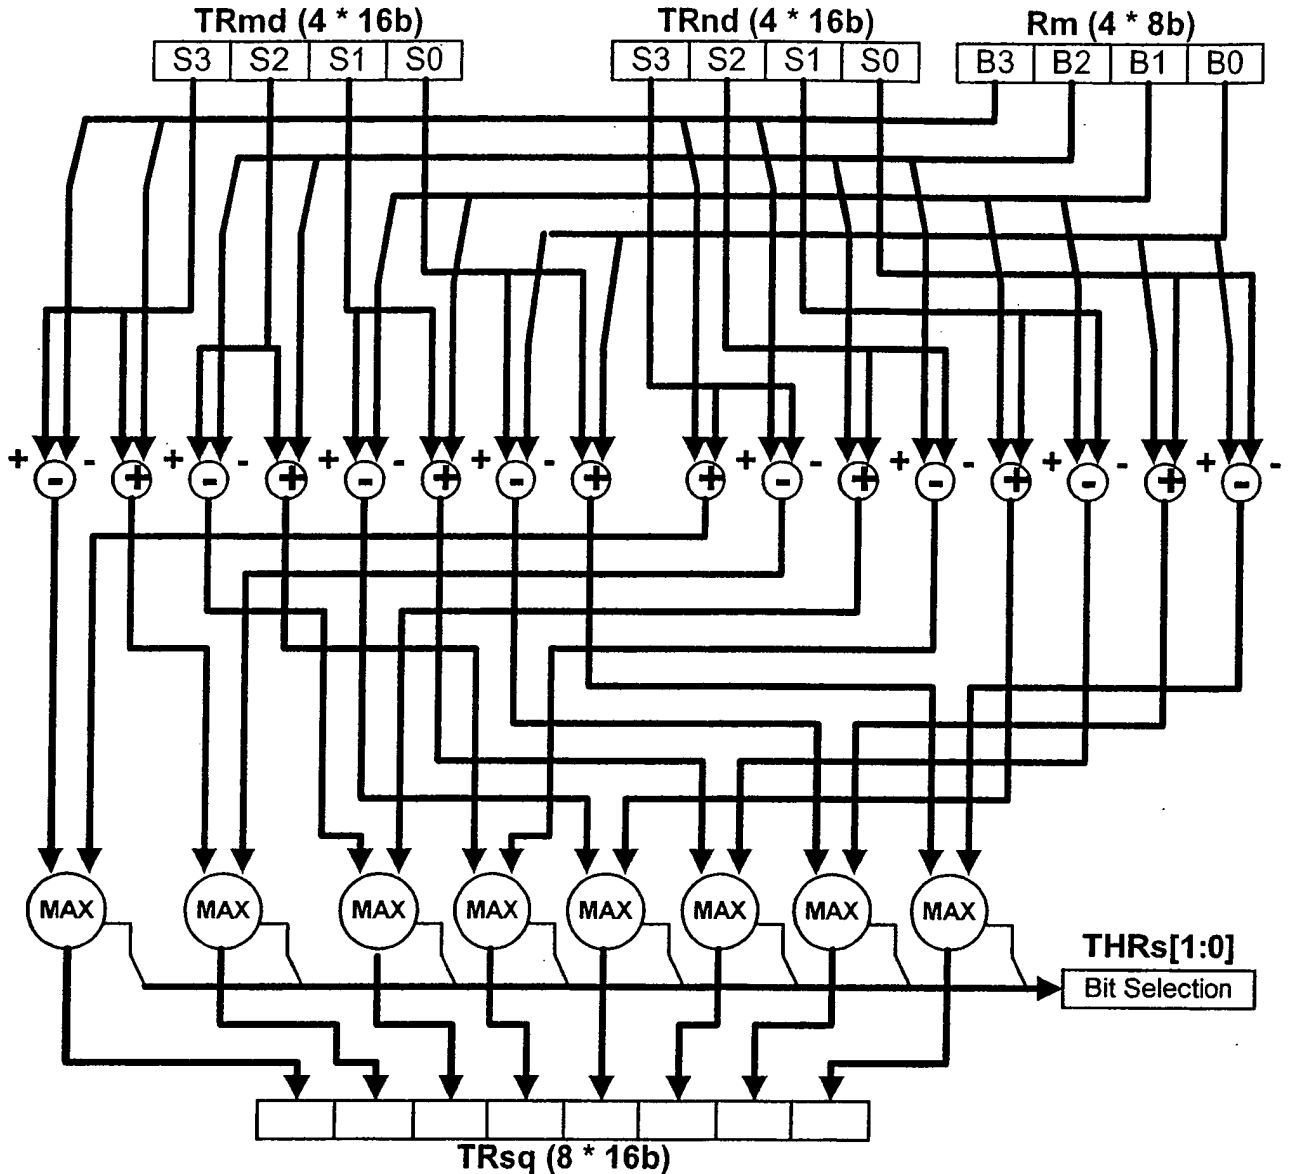 TRmd (4 * 16b) TRnd (4 * 16b) Rm (4 * 8b)
S3 S2 S1 S0 S3 S2 S1 S0 B3 B2 B1 B0
+ - + - + - + - + - + - + - + -
- + - + - + - + + - + - + - + -
MAX MAX MAX MAX MAX MAX MAX MAX
THRs[1:0]
Bit Selection
TRsq (8 * 16b)